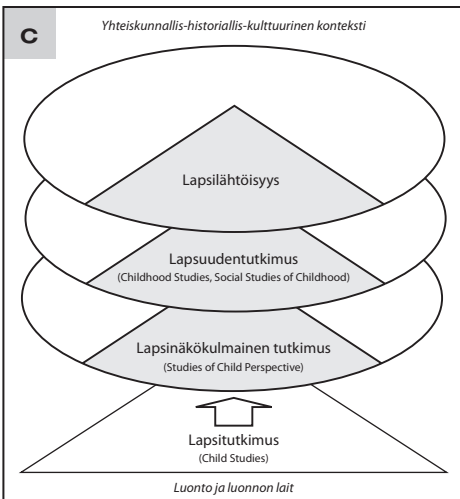 C
Yhteiskunnallis-historiallis-kulttuurinen konteksti
Lapsilähtöisyys
Lapsuudentutkimus
(Childhood Studies, Social Studies of Childhood)
Lapsinäkökulmainen tutkimus
(Studies of Child Perspective)
Lapsitutkimus
(Child Studies)
Luonto ja luonnon lait